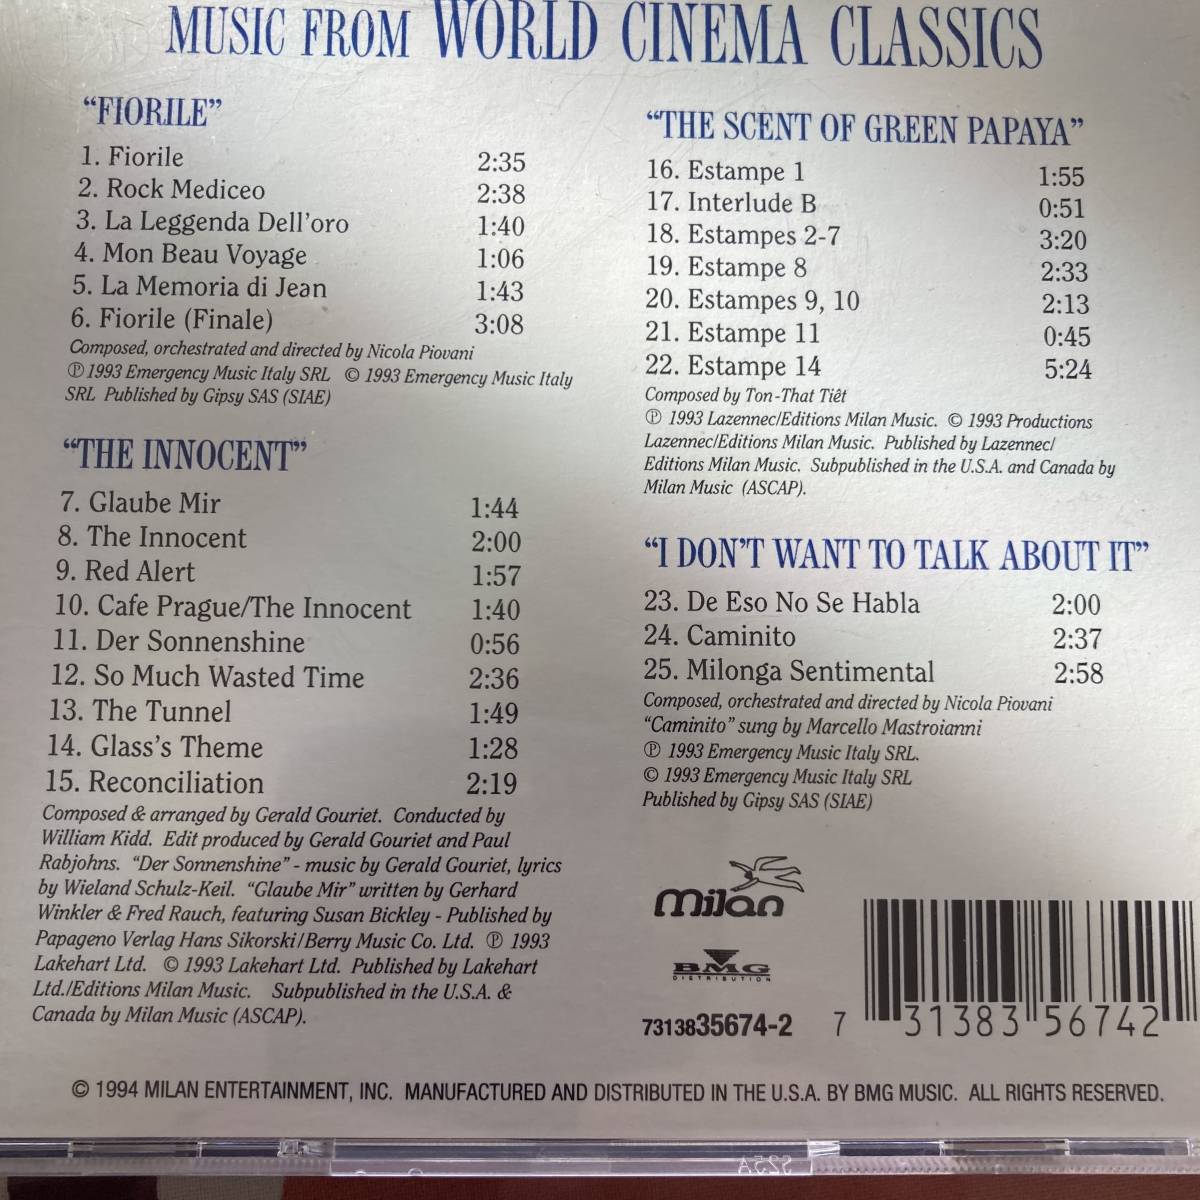 MUSIC FROM WORLD CINEMA CLASSICS
"FIORILE"
1. Fiorile 2:35
2. Rock Mediceo 2:38
3. La Leggenda Dell'oro 1:40
4. Mon Beau Voyage 1:06
5. La Memoria di Jean 1:43
6. Fiorile (Finale) 3:08
Composed, orchestrated and directed by Nicola Piovani
℗ 1993 Emergency Music Italy SRL © 1993 Emergency Music Italy
SRL Published by Gipsy SAS (SIAE)
"THE INNOCENT"
7. Glaube Mir 1:44
8. The Innocent 2:00
9. Red Alert 1:57
10. Cafe Prague/The Innocent 1:40
11. Der Sonnenshine 0:56
12. So Much Wasted Time 2:36
13. The Tunnel 1:49
14. Glass's Theme 1:28
15. Reconciliation 2:19
Composed & arranged by Gerald Gouriet. Conducted by
William Kidd. Edit produced by Gerald Gouriet and Paul
Rabjohns. "Der Sonnenshine" - music by Gerald Gouriet, lyrics
by Wieland Schulz-Keil. "Glaube Mir" written by Gerhard
Winkler & Fred Rauch, featuring Susan Bickley - Published by
Papageno Verlag Hans Sikorski/Berry Music Co. Ltd. ℗ 1993
Lakehart Ltd. © 1993 Lakehart Ltd. Published by Lakehart
Ltd./Editions Milan Music. Subpublished in the U.S.A. &
Canada by Milan Music (ASCAP).
"THE SCENT OF GREEN PAPAYA"
16. Estampe 1 1:55
17. Interlude B 0:51
18. Estampes 2-7 3:20
19. Estampe 8 2:33
20. Estampes 9, 10 2:13
21. Estampe 11 0:45
22. Estampe 14 5:24
Composed by Ton-That Tiêt
℗ 1993 Lazennec/Editions Milan Music. © 1993 Productions
Lazennec/Editions Milan Music. Published by Lazennec/
Editions Milan Music. Subpublished in the U.S.A. and Canada by
Milan Music (ASCAP).
"I DON'T WANT TO TALK ABOUT IT"
23. De Eso No Se Habla 2:00
24. Caminito 2:37
25. Milonga Sentimental 2:58
Composed, orchestrated and directed by Nicola Piovani
"Caminito" sung by Marcello Mastroianni
℗ 1993 Emergency Music Italy SRL.
© 1993 Emergency Music Italy SRL
Published by Gipsy SAS (SIAE)
milan
BMG
DISTRIBUTION
7313835674-2
7 31383 56742
© 1994 MILAN ENTERTAINMENT, INC. MANUFACTURED AND DISTRIBUTED IN THE U.S.A. BY BMG MUSIC. ALL RIGHTS RESERVED.